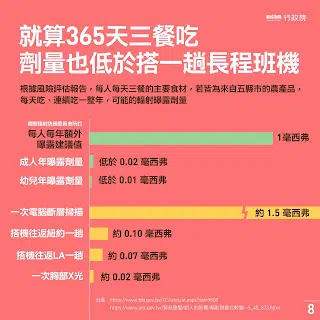 行政院
就算365天三餐吃
劑量也低於搭一趟長程班機
根據風險評估報告，每人每天三餐的主要食材，若皆為來自五縣市的農產品，
每天吃、連續吃一整年，可能的輻射曝露劑量
每人每年額外
曝露建議值
1毫西弗
成人年曝露劑量
低於 0.02 毫西弗
幼兒年曝露劑量
低於 0.01 毫西弗
一次電腦斷層掃描
約 1.5 毫西弗
搭機往返紐約一趟
約 0.10 毫西弗
搭機往返LA一趟
約 0.07 毫西弗
一次胸部X光
約 0.02 毫西弗
8